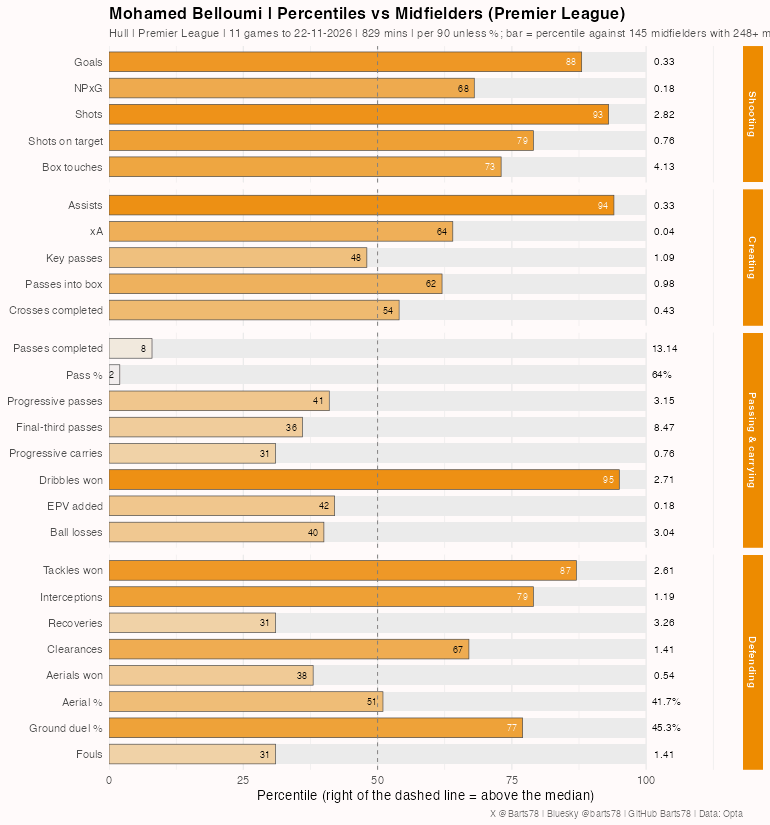 Mohamed Belloumi | Percentiles vs Midfielders (Premier League)
Hull | Premier League | 11 games to 22-11-2026 | 829 mins | per 90 unless %; bar = percentile against 145 midfielders with 248+ m
Goals 88 0.33
NPxG 68 0.18
Shots 93 2.82
Shots on target 79 0.76
Box touches 73 4.13
Shooting
Assists 94 0.33
xA 64 0.04
Key passes 48 1.09
Passes into box 62 0.98
Crosses completed 54 0.43
Creating
Passes completed 8 13.14
Pass % 2 64%
Progressive passes 41 3.15
Final-third passes 36 8.47
Progressive carries 31 0.76
Dribbles won 95 2.71
EPV added 42 0.18
Ball losses 40 3.04
Passing & carrying
Tackles won 87 2.61
Interceptions 79 1.19
Recoveries 31 3.26
Clearances 67 1.41
Aerials won 38 0.54
Aerial % 51 41.7%
Ground duel % 77 45.3%
Fouls 31 1.41
Defending
0 25 50 75 100
Percentile (right of the dashed line = above the median)
X @Barts78 | Bluesky @barts78 | GitHub Barts78 | Data: Opta